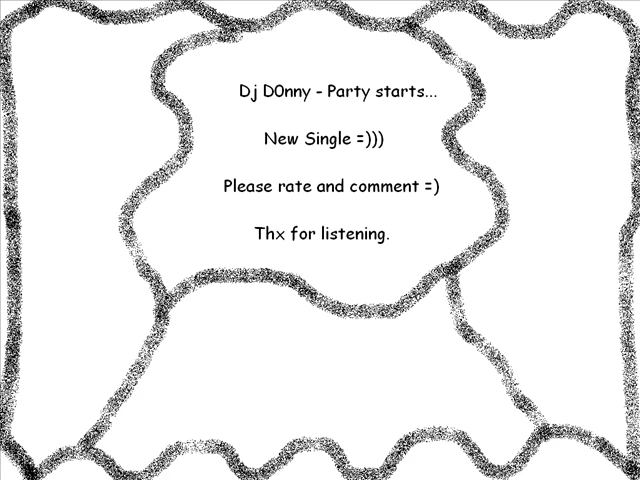 Dj D0nny - Party starts...
New Single =)))
Please rate and comment =)
Thx for listening.